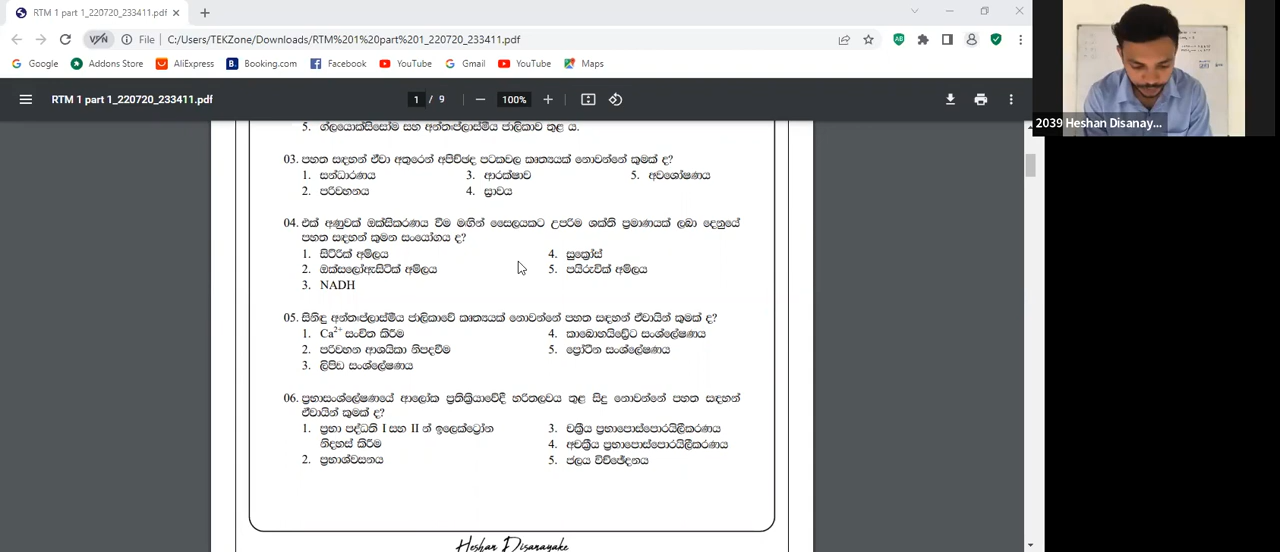 RTM 1 part 1_220720_233411.pdf
VPN File C:/Users/TEKZone/Downloads/RTM%201%20part%201_220720_233411.pdf
Google Addons Store AliExpress Booking.com Facebook YouTube Gmail YouTube Maps
RTM 1 part 1_220720_233411.pdf 1 / 9 100%
2039 Heshan Disanay...
5. ග්ලයොක්සිසෝම සහ අන්තඃප්ලාස්මීය ජාලිකාව තුළ ය.
03. පහත සඳහන් ඒවා අතුරෙන් අපිච්ඡද පටකවල කෘත්‍යයක් නොවන්නේ කුමක් ද?
1. සන්ධාරණය 3. ආරක්ෂාව 5. අවශෝෂණය
2. පරිවහනය 4. ස්‍රාවය
04. එක් අණුවක් ඔක්සිකරණය වීම මඟින් සෛලයකට උපරිම ශක්ති ප්‍රමාණයක් ලබා දෙනුයේ
පහත සඳහන් කුමන සංයෝගය ද?
1. සිට්රික් අම්ලය 4. සුක්‍රෝස්
2. ඔක්සලෝඇසිටික් අම්ලය 5. පයිරුවික් අම්ලය
3. NADH
05. සිනිඳු අන්තඃප්ලාස්මීය ජාලිකාවේ කෘත්‍යයක් නොවන්නේ පහත සඳහන් ඒවායින් කුමක් ද?
1. Ca2+ සංචිත කිරීම 4. කාබොහයිඩ්‍රේට සංශ්ලේෂණය
2. පරිවහන ආශයිකා නිපදවීම 5. ප්‍රෝටීන සංශ්ලේෂණය
3. ලිපිඩ සංශ්ලේෂණය
06. ප්‍රභාසංශ්ලේෂණයේ ආලෝක ප්‍රතික්‍රියාවේදී හරිතලවය තුළ සිදු නොවන්නේ පහත සඳහන්
ඒවායින් කුමක් ද?
1. ප්‍රභා පද්ධති I සහ II න් ඉලෙක්ට්‍රෝන 3. චක්‍රීය ප්‍රභාපොස්පොරයිලීකරණය
නිදහස් කිරීම 4. අචක්‍රීය ප්‍රභාපොස්පොරයිලීකරණය
2. ප්‍රභාශ්වසනය 5. ජලය විච්ඡේදනය
Heshan Disanayake